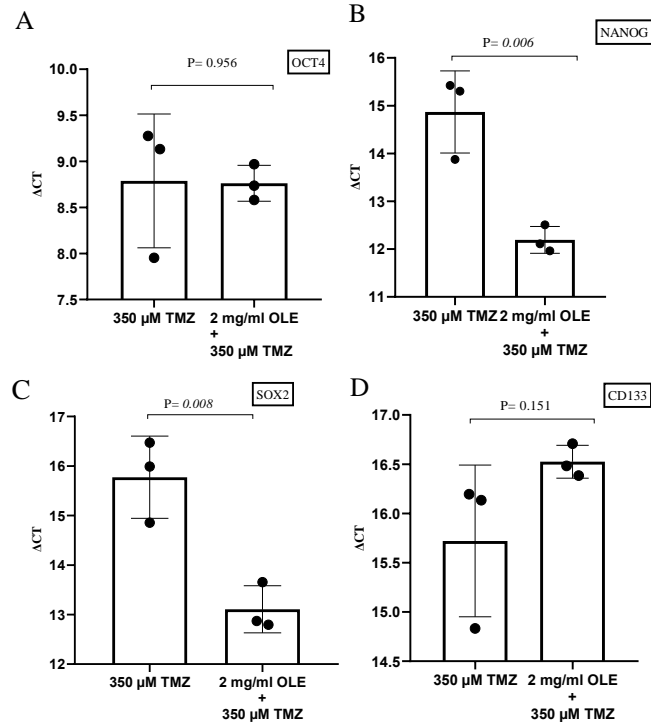 A
OCT4
P= 0.956
10.0
9.5
9.0
8.5
8.0
7.5
ΔCT
350 µM TMZ
2 mg/ml OLE
+
350 µM TMZ
B
NANOG
P= 0.006
16
15
14
13
12
11
ΔCT
350 µM TMZ
2 mg/ml OLE
+
350 µM TMZ
C
SOX2
P= 0.008
17
16
15
14
13
12
ΔCT
350 µM TMZ
2 mg/ml OLE
+
350 µM TMZ
D
CD133
P= 0.151
17.0
16.5
16.0
15.5
15.0
14.5
ΔCT
350 µM TMZ
2 mg/ml OLE
+
350 µM TMZ